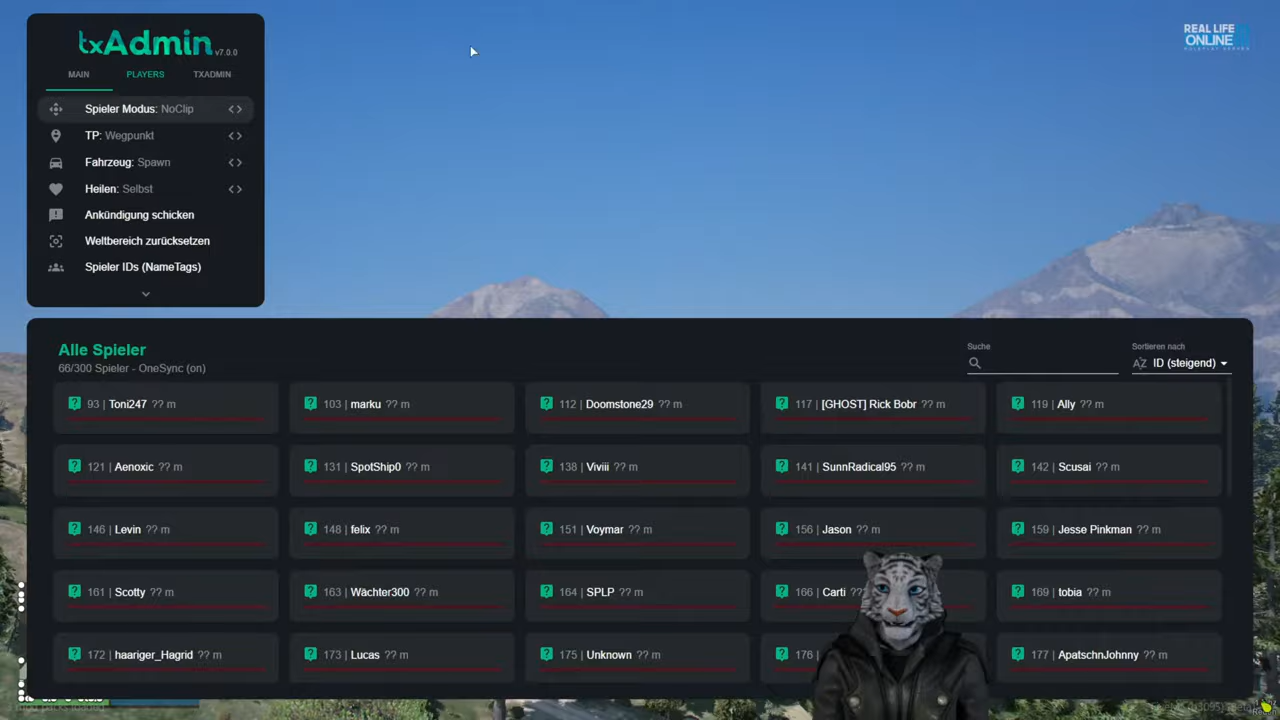 txAdmin v7.0.0
MAIN PLAYERS TXADMIN
Spieler Modus: NoClip
TP: Wegpunkt
Fahrzeug: Spawn
Heilen: Selbst
Ankündigung schicken
Weltbereich zurücksetzen
Spieler IDs (NameTags)
REAL LIFE
ONLINE
ROLEPLAY SERVER
Alle Spieler
66/300 Spieler - OneSync (on)
Suche
Sortieren nach
AZ ID (steigend)
93 | Toni247 ?? m
103 | marku ?? m
112 | Doomstone29 ?? m
117 | [GHOST] Rick Bobr ?? m
119 | Ally ?? m
121 | Aenoxic ?? m
131 | SpotShip0 ?? m
138 | Viviii ?? m
141 | SunnRadical95 ?? m
142 | Scusai ?? m
146 | Levin ?? m
148 | felix ?? m
151 | Voymar ?? m
156 | Jason ?? m
159 | Jesse Pinkman ?? m
161 | Scotty ?? m
163 | Wächter300 ?? m
164 | SPLP ?? m
166 | Carti ??
169 | tobia ?? m
172 | haariger_Hagrid ?? m
173 | Lucas ?? m
175 | Unknown ?? m
176 |
177 | ApatschnJohnny ?? m